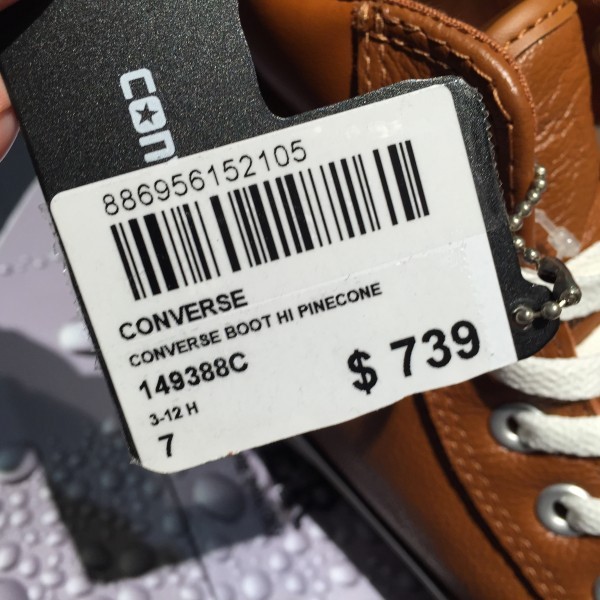 CON
886956152105
CONVERSE
CONVERSE BOOT HI PINECONE
149388C
$ 739
3-12 H
7